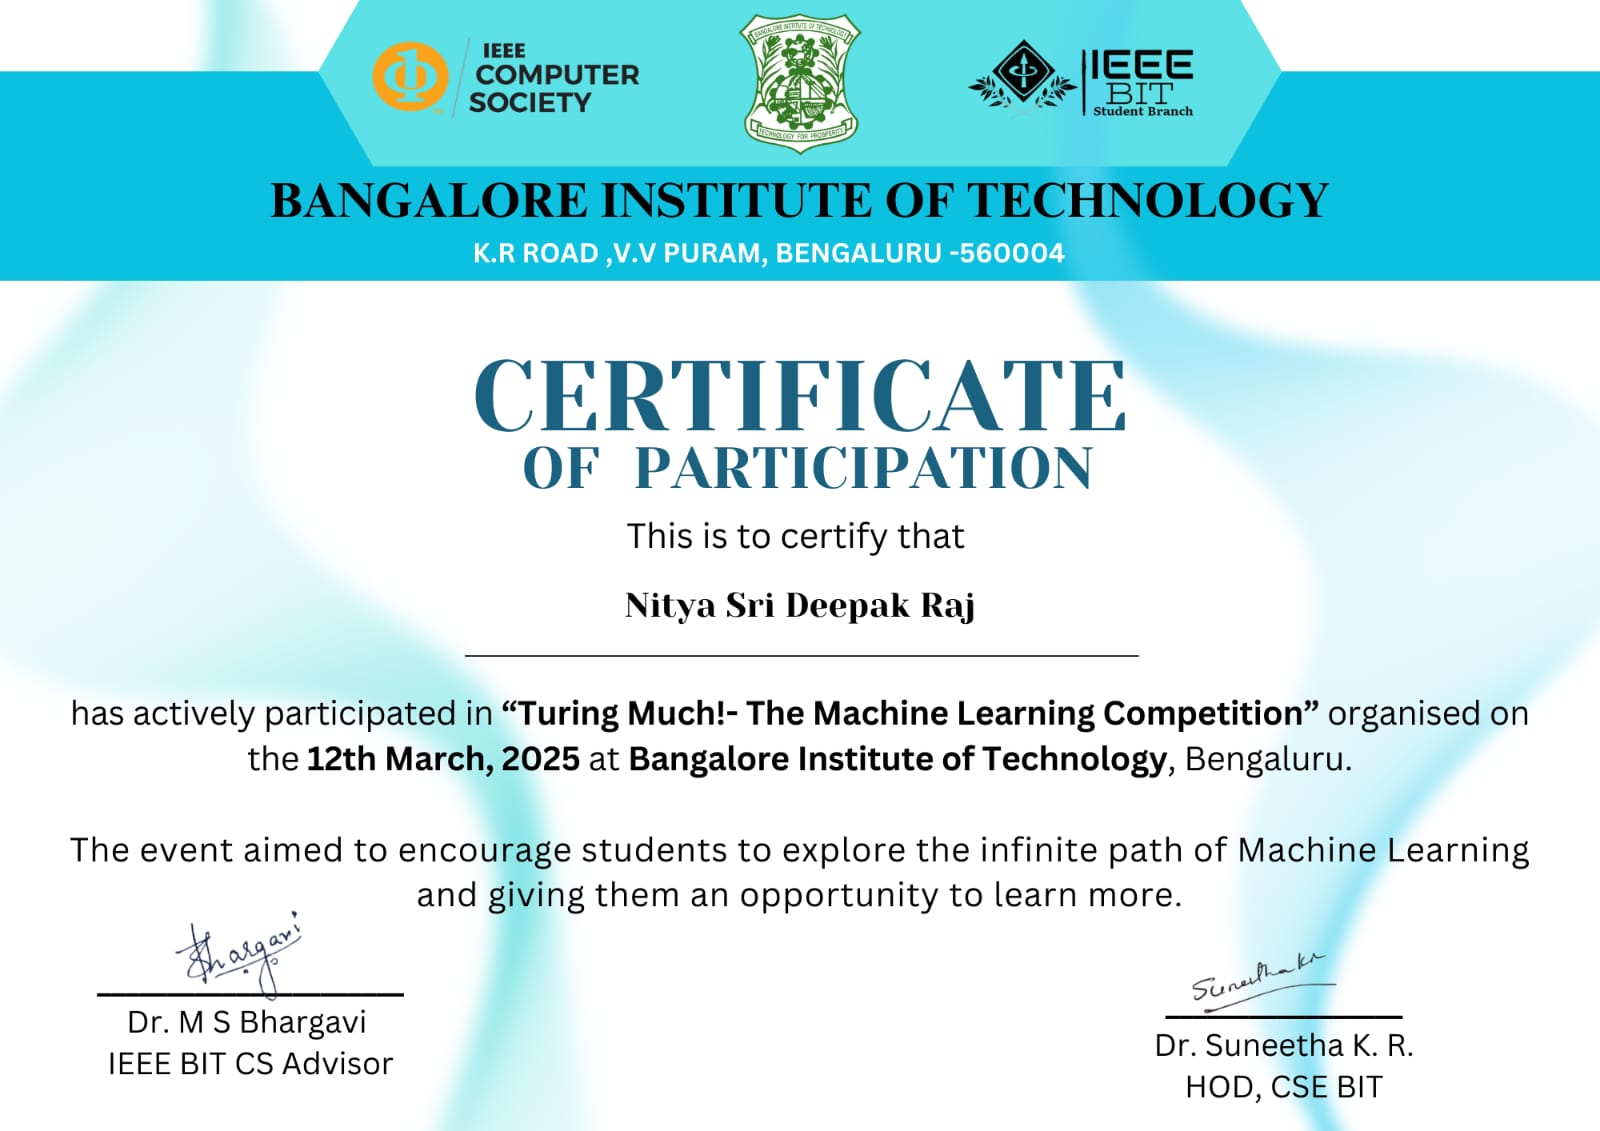 IEEE
COMPUTER
SOCIETY
BANGALORE INSTITUTE OF TECHNOLOGY
TECHNOLOGY FOR PROSPERITY
IEEE
BIT
Student Branch
BANGALORE INSTITUTE OF TECHNOLOGY
K.R ROAD ,V.V PURAM, BENGALURU -560004
CERTIFICATE
OF PARTICIPATION
This is to certify that
Nitya Sri Deepak Raj
has actively participated in “Turing Much!- The Machine Learning Competition” organised on
the 12th March, 2025 at Bangalore Institute of Technology, Bengaluru.
The event aimed to encourage students to explore the infinite path of Machine Learning
and giving them an opportunity to learn more.
Bhargavi
Dr. M S Bhargavi
IEEE BIT CS Advisor
Suneetha KR
Dr. Suneetha K. R.
HOD, CSE BIT